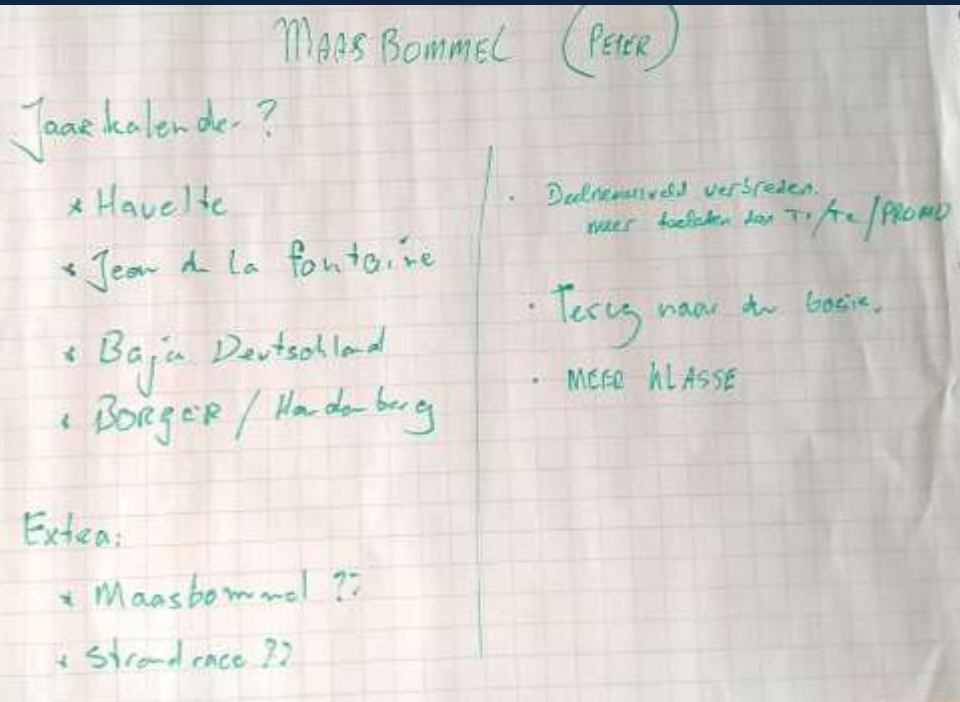 MAAS BOMMEL (PETER)
Jaarkalender ?
* Havelte
* Jean de La fontaine
* Baja Deutschland
* BORGER / Hardenberg
Extra:
* Maasbommel ??
* Strandrace ??
· Deelnemersveld verbreden.
meer toelaten dan T1/T2/PROMO
· Terug naar de basis.
· MEER KLASSE